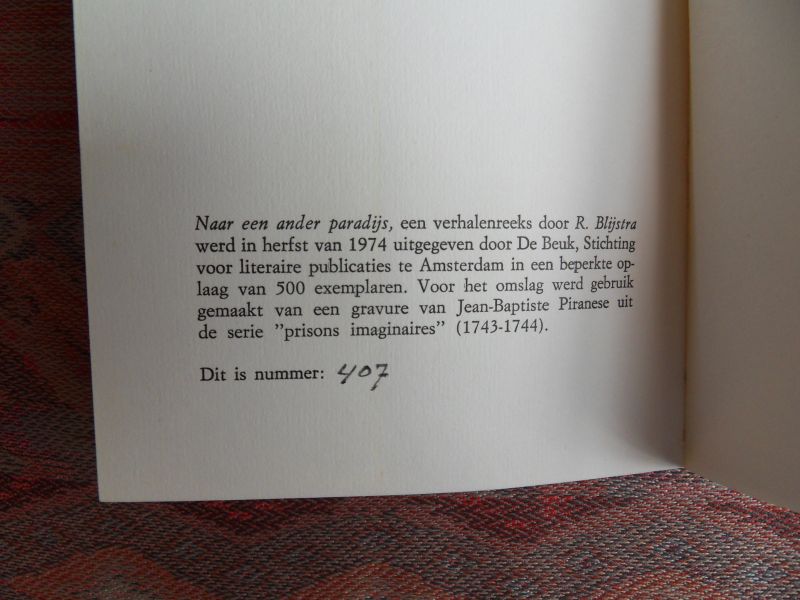 Naar een ander paradijs, een verhalenreeks door R. Blijstra
werd in herfst van 1974 uitgegeven door De Beuk, Stichting
voor literaire publicaties te Amsterdam in een beperkte op-
laag van 500 exemplaren. Voor het omslag werd gebruik
gemaakt van een gravure van Jean-Baptiste Piranese uit
de serie ”prisons imaginaires” (1743-1744).
Dit is nummer: 407